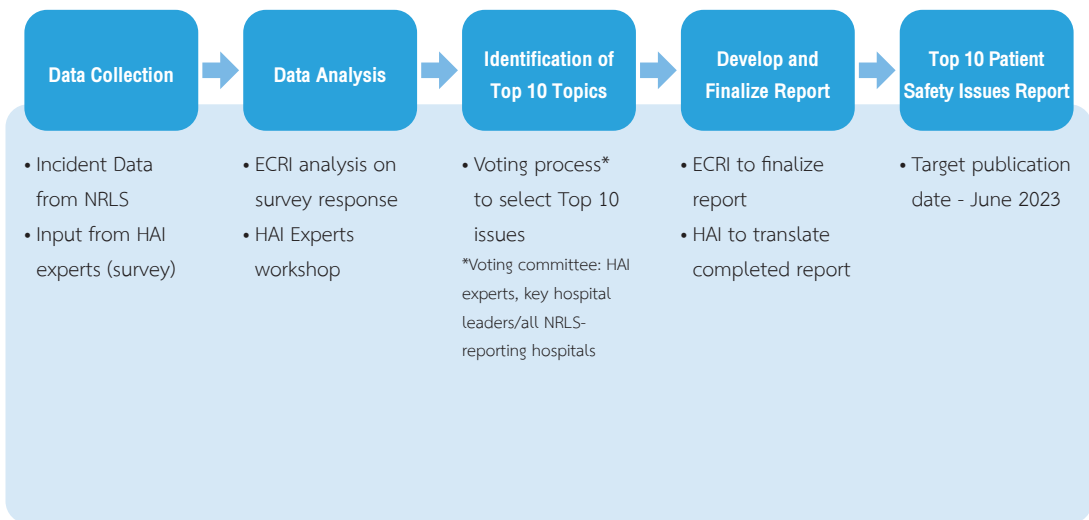 Data Collection
Data Analysis
Identification of
Top 10 Topics
Develop and
Finalize Report
Top 10 Patient
Safety Issues Report
• Incident Data
from NRLS
• Input from HAI
experts (survey)
• ECRI analysis on
survey response
• HAI Experts
workshop
• Voting process*
to select Top 10
issues
*Voting committee: HAI
experts, key hospital
leaders/all NRLS-
reporting hospitals
• ECRI to finalize
report
• HAI to translate
completed report
• Target publication
date - June 2023